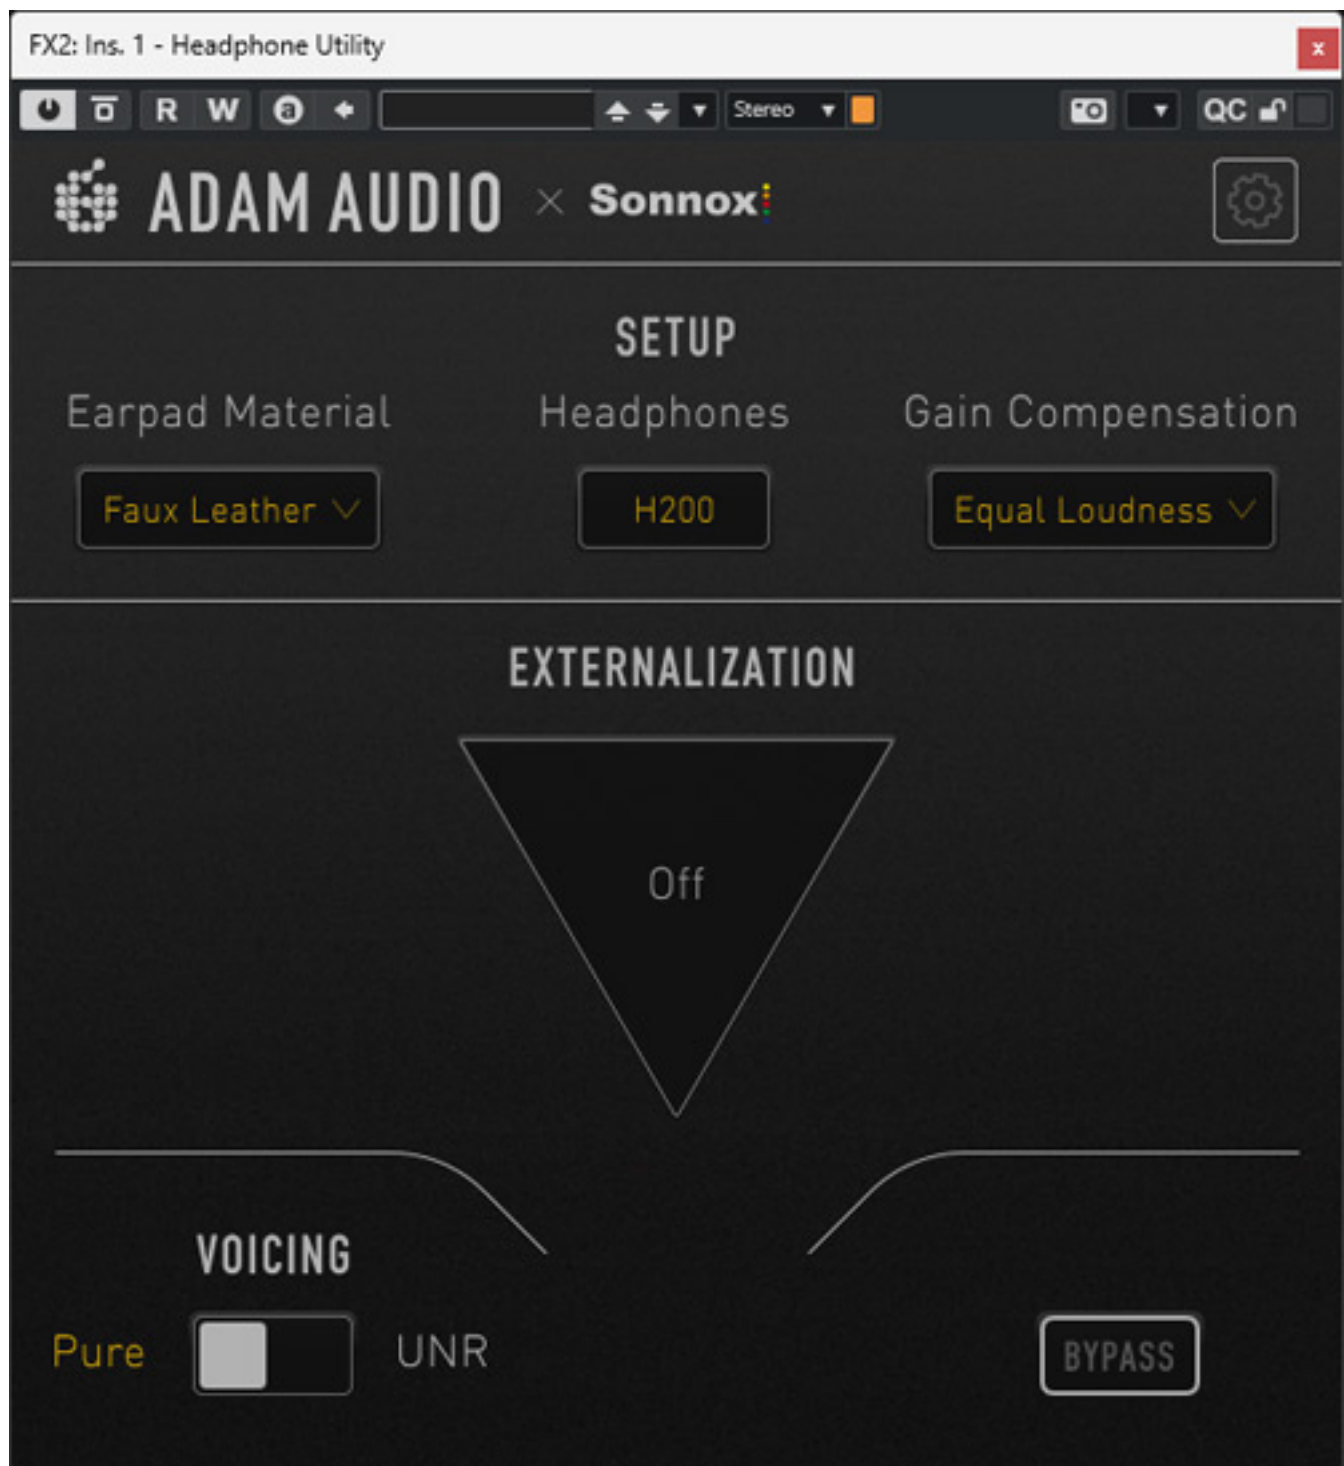 FX2: Ins. 1 - Headphone Utility
x
R W a Stereo QC
ADAM AUDIO × Sonnox
SETUP
Earpad Material Headphones Gain Compensation
Faux Leather H200 Equal Loudness
EXTERNALIZATION
Off
VOICING
Pure UNR BYPASS